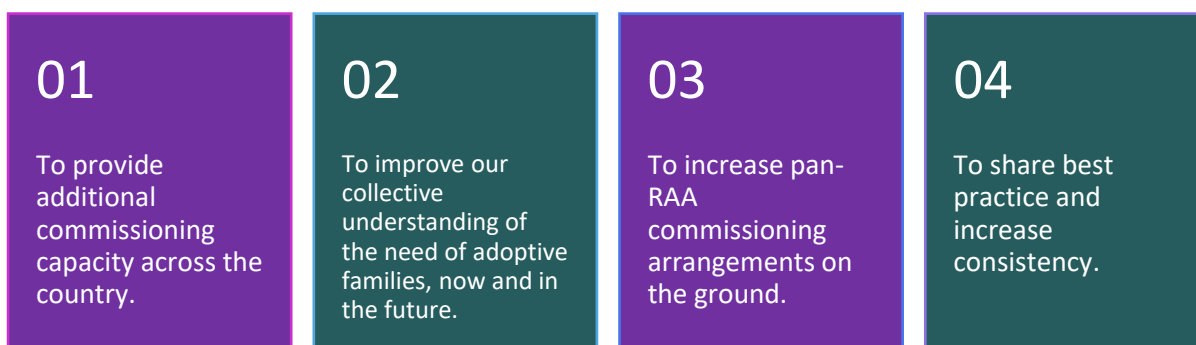 01
To provide
additional
commissioning
capacity across the
country.
02
To improve our
collective
understanding of
the need of adoptive
families, now and in
the future.
03
To increase pan-
RAA
commissioning
arrangements on
the ground.
04
To share best
practice and
increase
consistency.